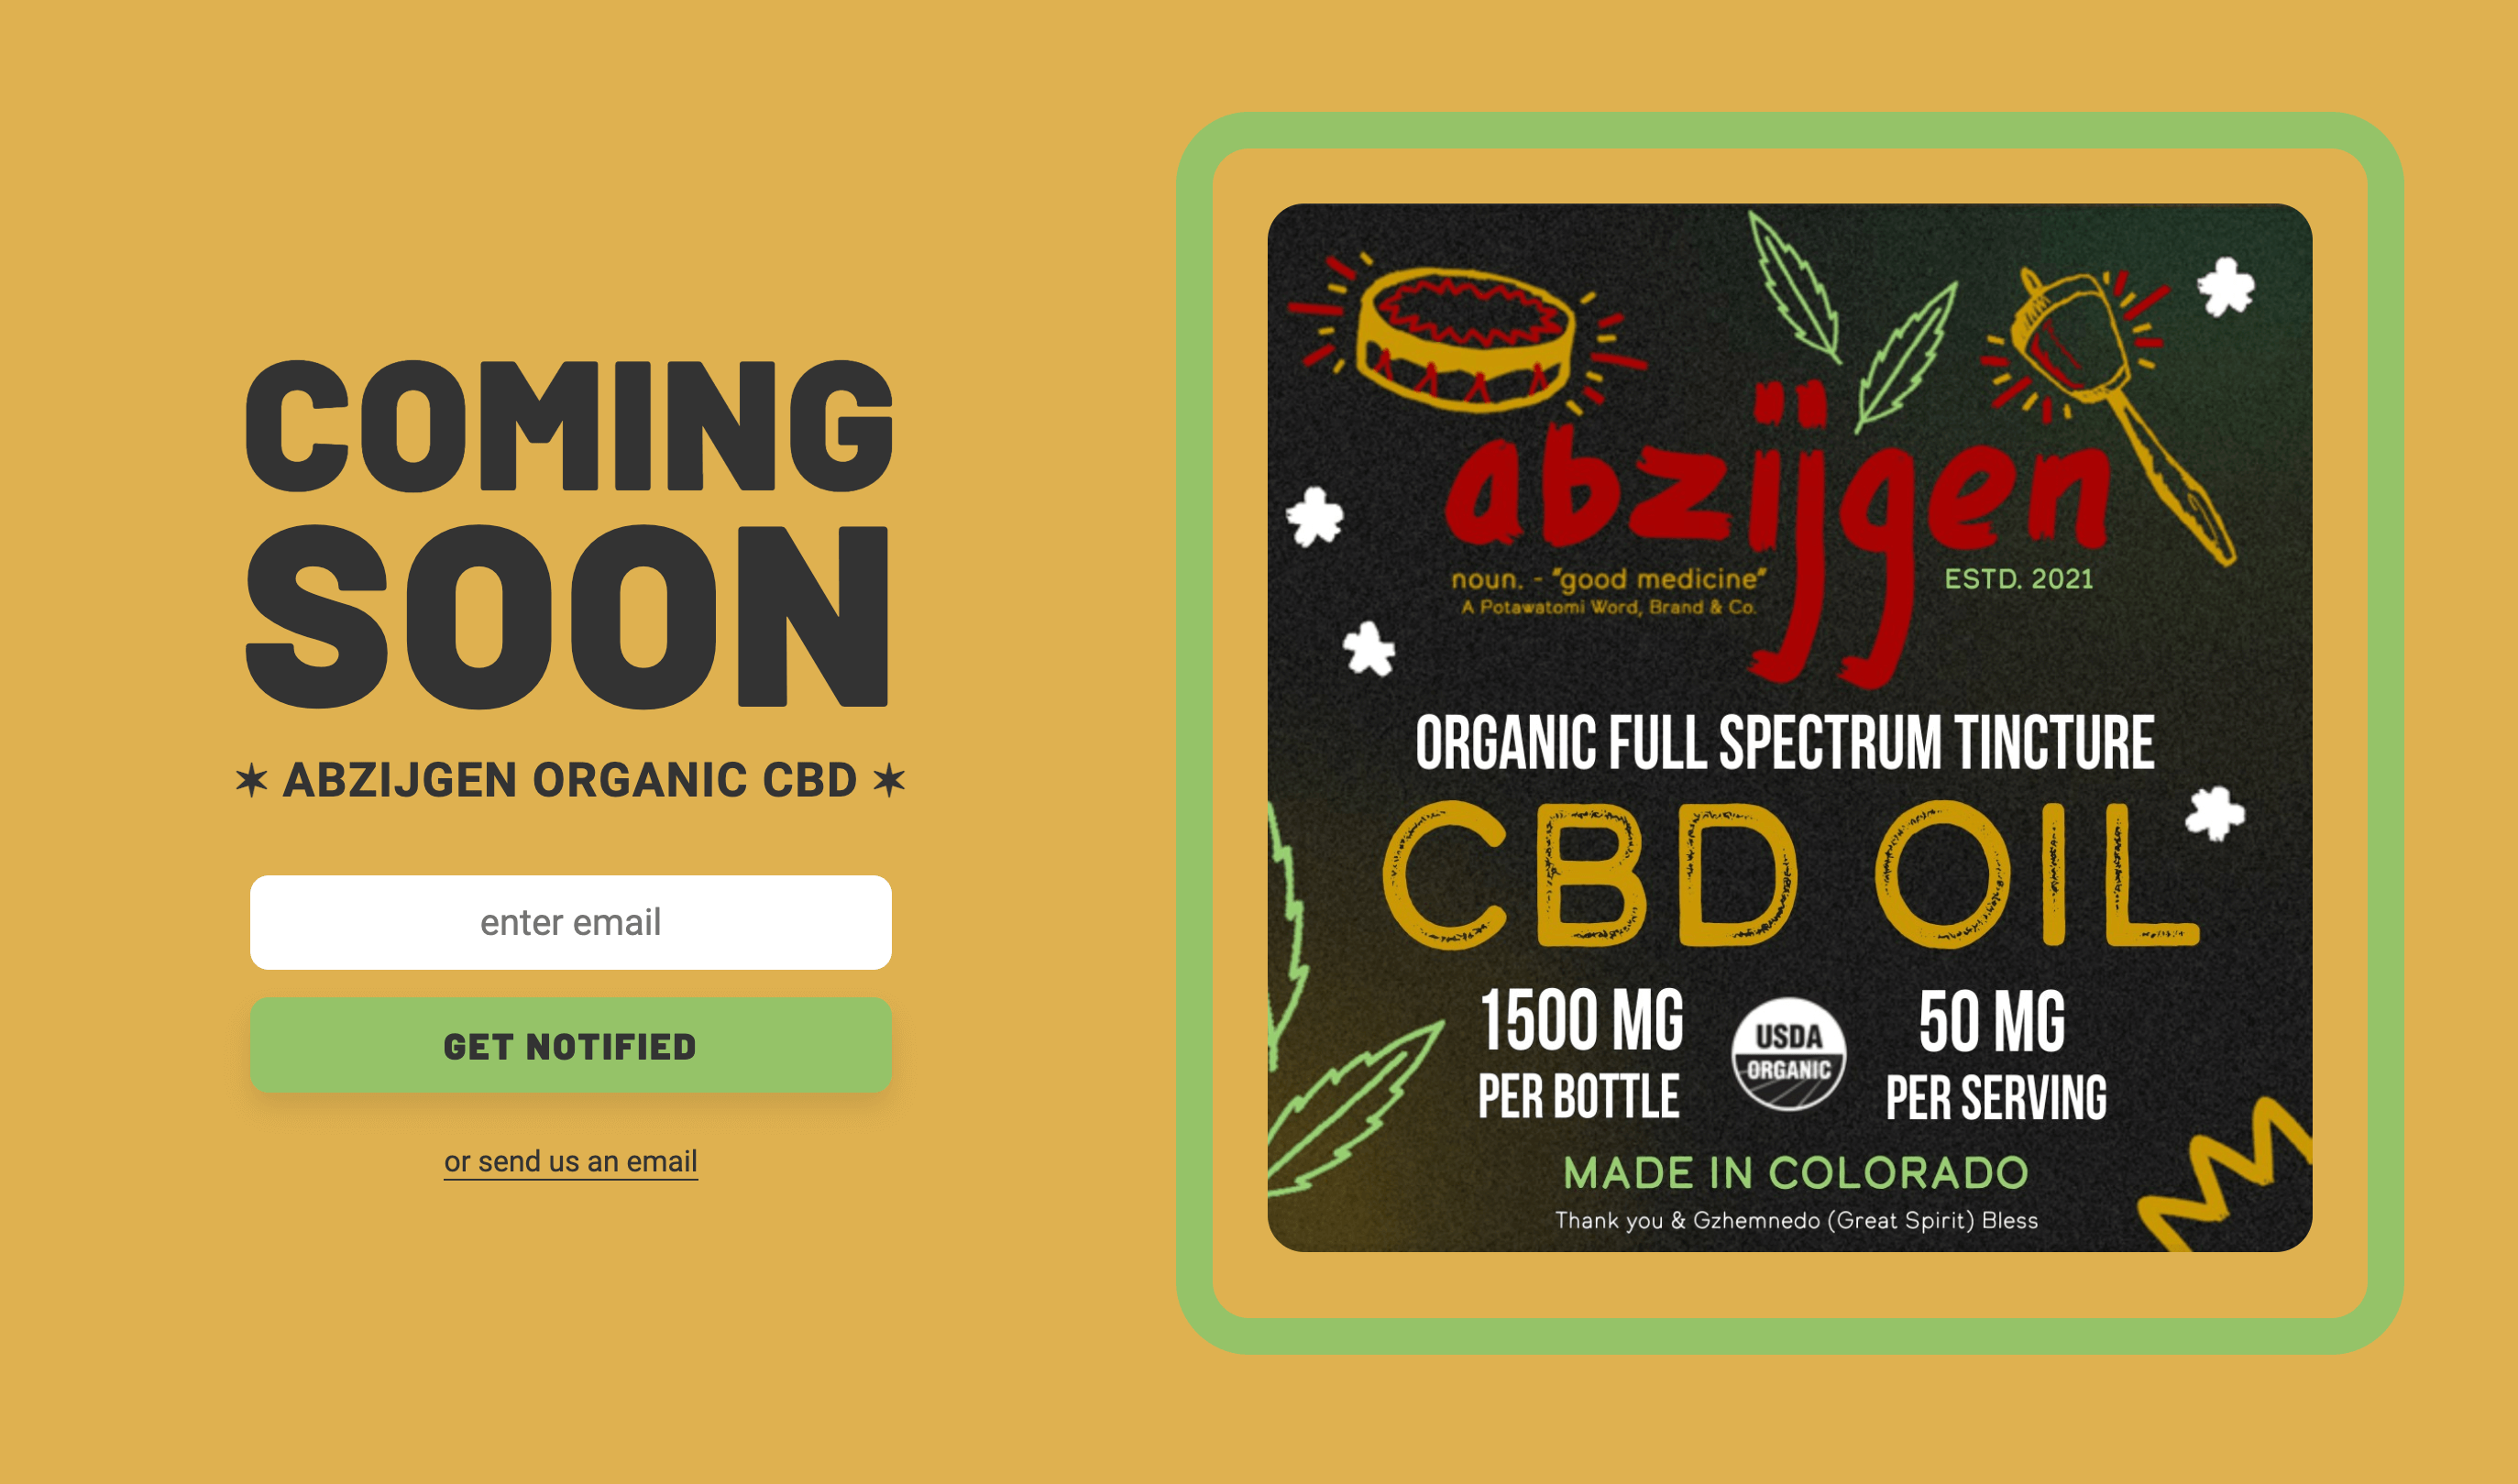 COMING
SOON
✶ ABZIJGEN ORGANIC CBD ✶
enter email
GET NOTIFIED
or send us an email
abzijgen
noun. - "good medicine"
A Potawatomi Word, Brand & Co.
ESTD. 2021
ORGANIC FULL SPECTRUM TINCTURE
CBD OIL
1500 MG
PER BOTTLE
USDA
ORGANIC
50 MG
PER SERVING
MADE IN COLORADO
Thank you & Gzhemnedo (Great Spirit) Bless